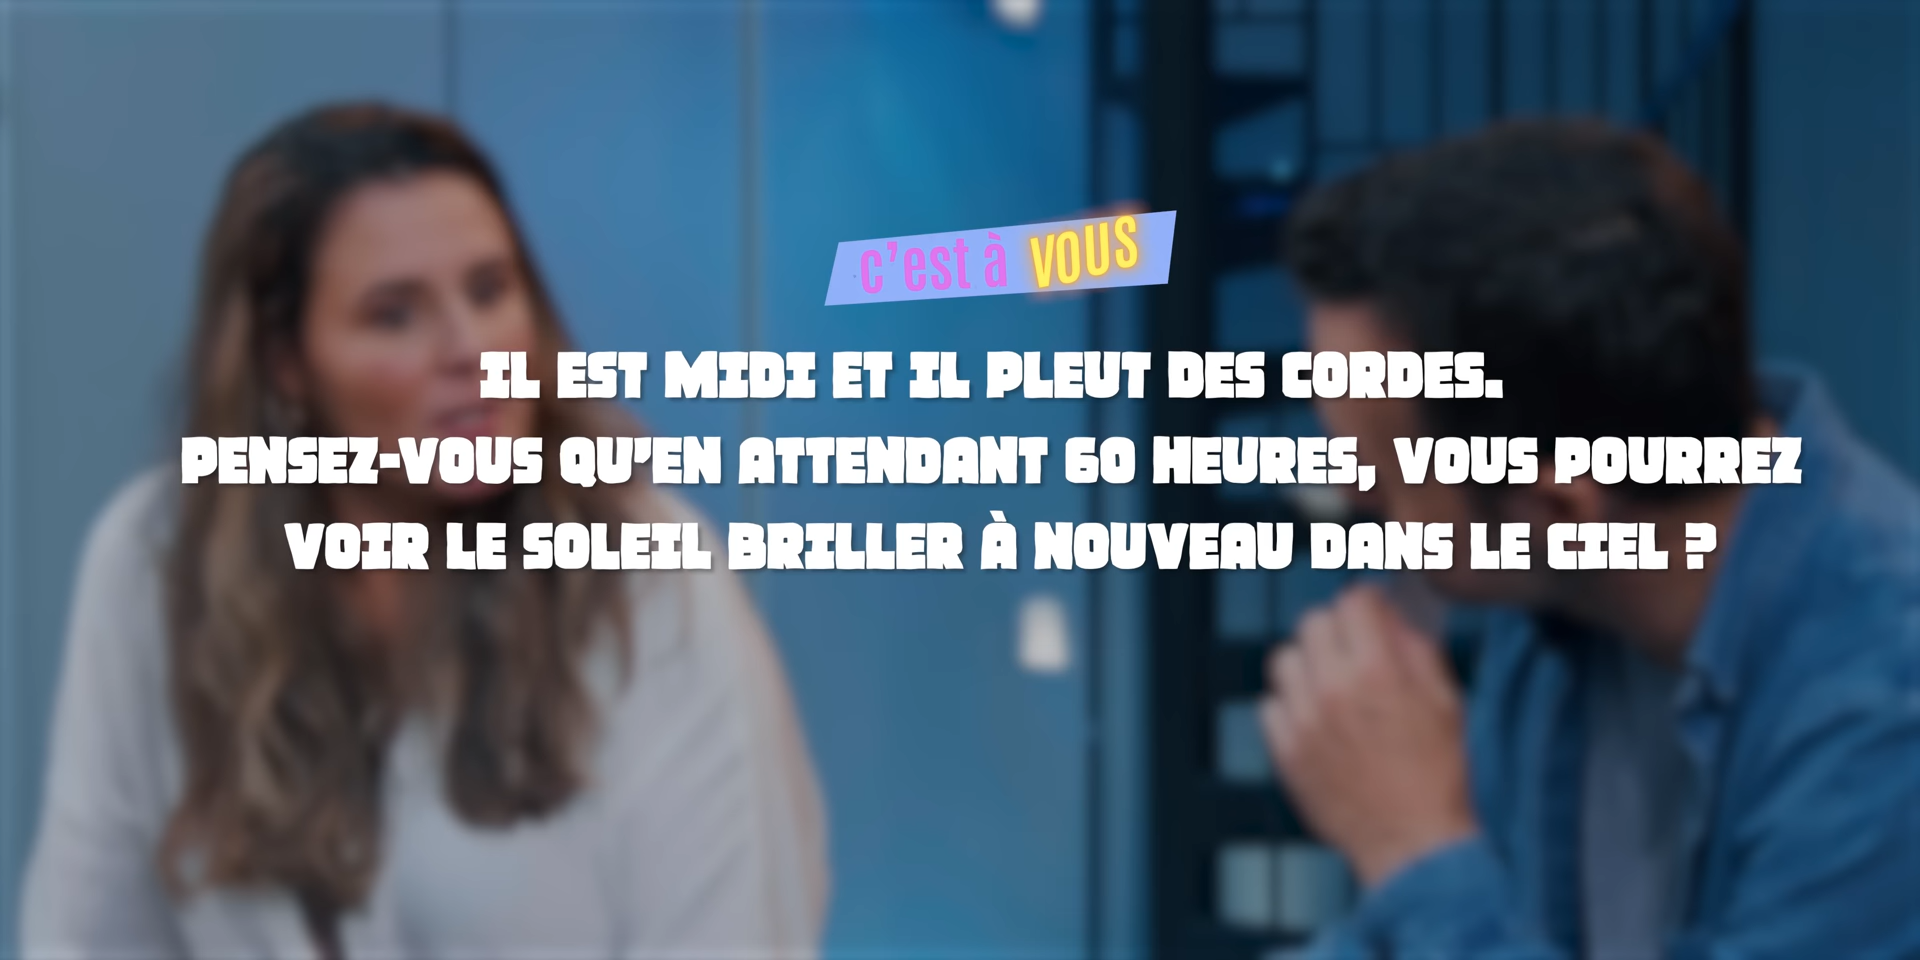 c'est à VOUS
IL EST MIDI ET IL PLEUT DES CORDES.
PENSEZ-VOUS QU'EN ATTENDANT 60 HEURES, VOUS POURREZ
VOIR LE SOLEIL BRILLER À NOUVEAU DANS LE CIEL ?